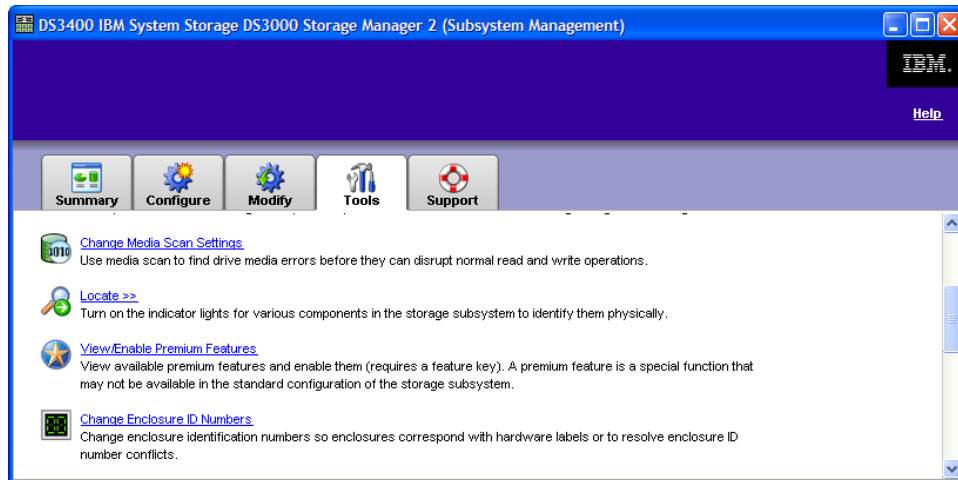 DS3400 IBM System Storage DS3000 Storage Manager 2 (Subsystem Management)
IBM.
Help
Summary
Configure
Modify
Tools
Support
Change Media Scan Settings
Use media scan to find drive media errors before they can disrupt normal read and write operations.
Locate >>
Turn on the indicator lights for various components in the storage subsystem to identify them physically.
View/Enable Premium Features
View available premium features and enable them (requires a feature key). A premium feature is a special function that
may not be available in the standard configuration of the storage subsystem.
Change Enclosure ID Numbers
Change enclosure identification numbers so enclosures correspond with hardware labels or to resolve enclosure ID
number conflicts.